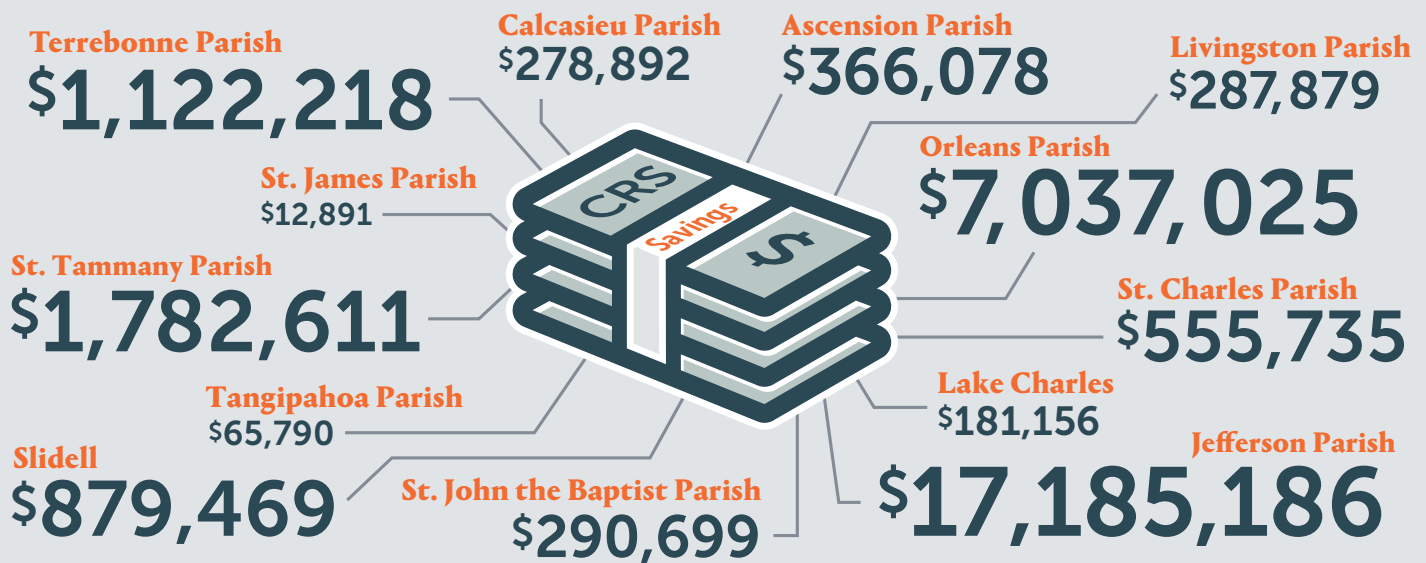 Terrebonne Parish
$1,122,218
Calcasieu Parish
$278,892
Ascension Parish
$366,078
Livingston Parish
$287,879
St. James Parish
$12,891
Orleans Parish
$7,037,025
CRS
Savings
$
St. Tammany Parish
$1,782,611
St. Charles Parish
$555,735
Tangipahoa Parish
$65,790
Lake Charles
$181,156
Slidell
$879,469
St. John the Baptist Parish
$290,699
Jefferson Parish
$17,185,186